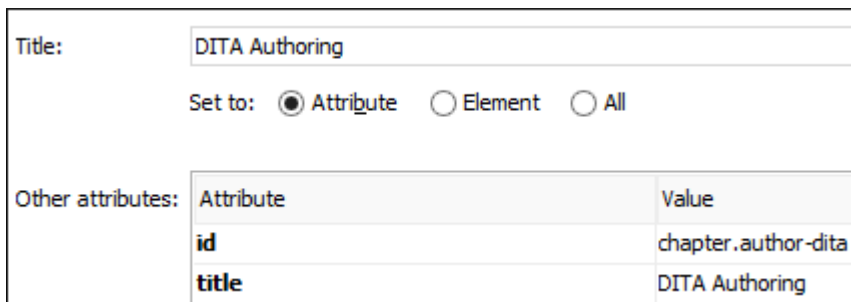 Title: DITA Authoring
Set to: Attribute Element All
Other attributes: Attribute Value
id chapter.author-dita
title DITA Authoring